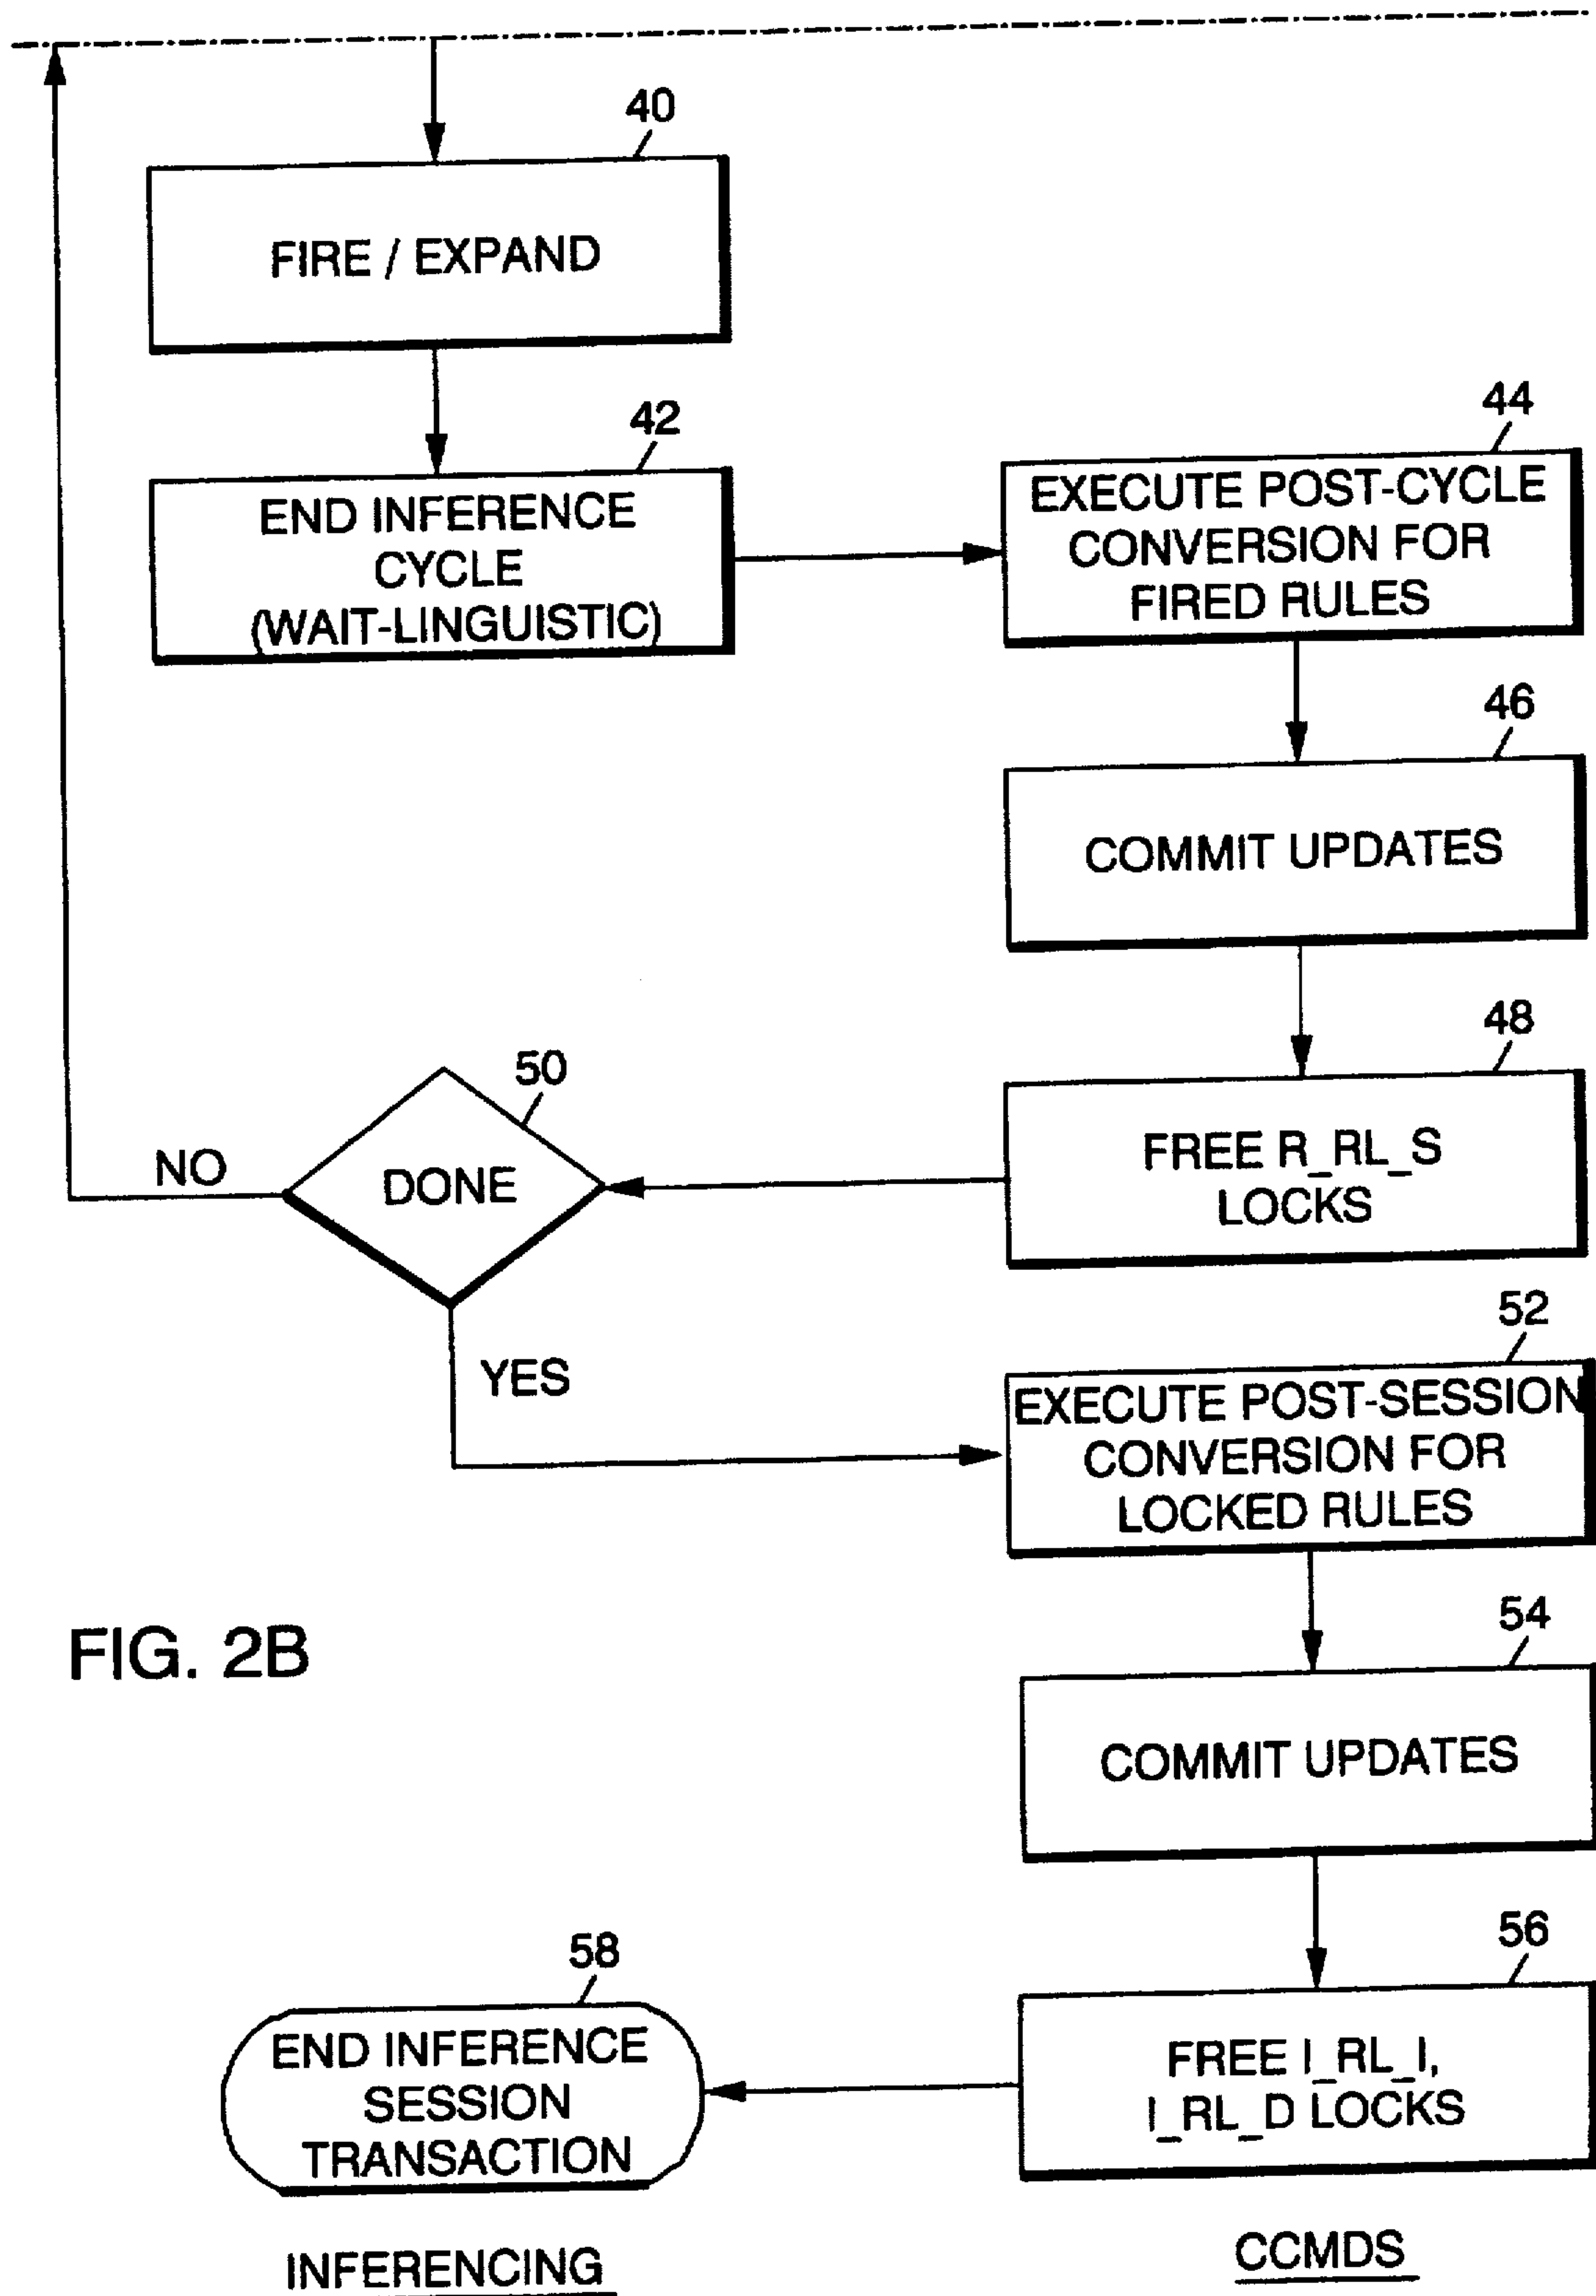 40
FIRE / EXPAND
42
END INFERENCE
CYCLE
(WAIT-LINGUISTIC)
44
EXECUTE POST-CYCLE
CONVERSION FOR
FIRED RULES
46
COMMIT UPDATES
48
FREE R_RL_S
LOCKS
50
DONE
NO
YES
52
EXECUTE POST-SESSION
CONVERSION FOR
LOCKED RULES
FIG. 2B
54
COMMIT UPDATES
56
FREE I_RL_I,
I_RL_D LOCKS
58
END INFERENCE
SESSION
TRANSACTION
INFERENCING
CCMDS